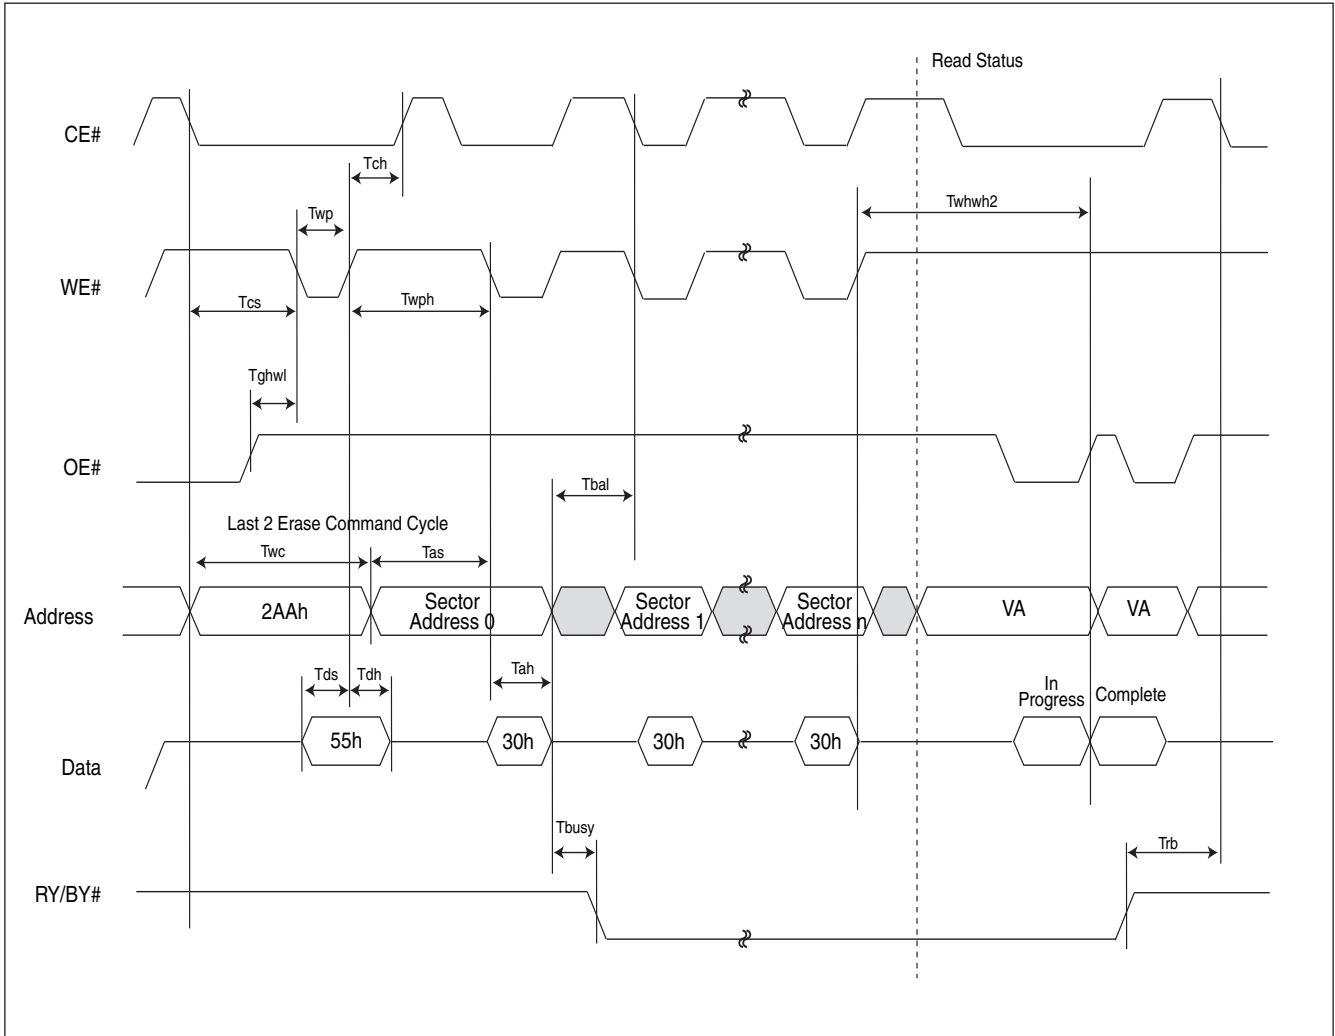 Read Status
CE#
Tch
Twhwh2
Twp
WE#
Tcs
Twph
Tghwl
OE#
Tbal
Last 2 Erase Command Cycle
Twc
Tas
Address
2AAh
Sector
Address 0
Sector
Address 1
Sector
Address n
VA
VA
Tds
Tdh
Tah
In
Progress
Complete
Data
55h
30h
30h
30h
Tbusy
Trb
RY/BY#